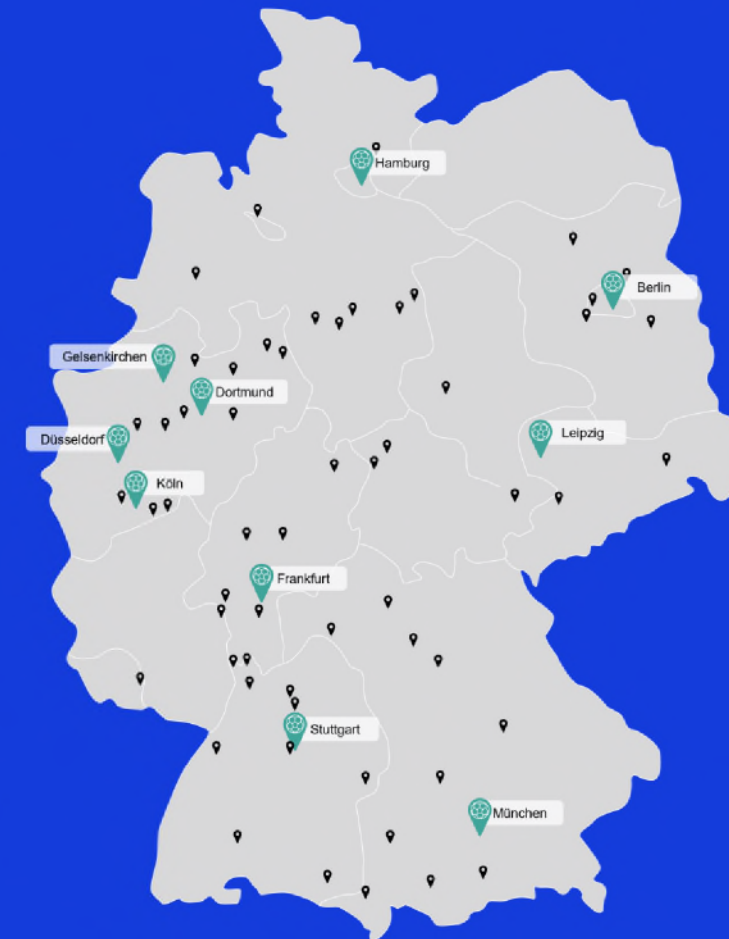 Hamburg
Berlin
Gelsenkirchen
Dortmund
Düsseldorf
Leipzig
Köln
Frankfurt
Stuttgart
München